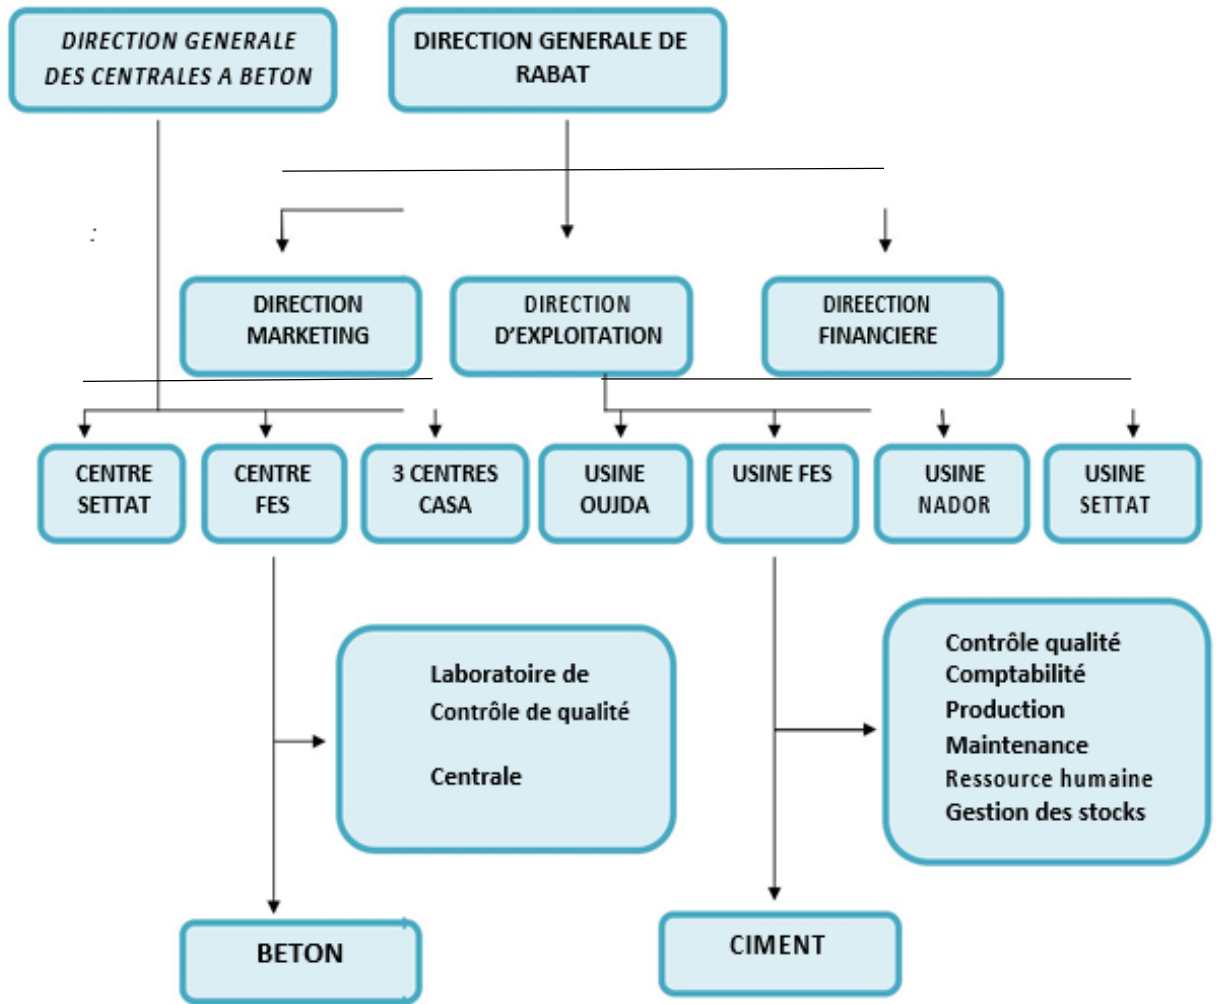 DIRECTION GENERALE
DES CENTRALES A BETON
DIRECTION GENERALE DE
RABAT
:
DIRECTION
MARKETING
DIRECTION
D’EXPLOITATION
DIREECTION
FINANCIERE
CENTRE
SETTAT
CENTRE
FES
3 CENTRES
CASA
USINE
OUJDA
USINE FES
USINE
NADOR
USINE
SETTAT
Laboratoire de
Contrôle de qualité
Centrale
Contrôle qualité
Comptabilité
Production
Maintenance
Ressource humaine
Gestion des stocks
BETON
CIMENT